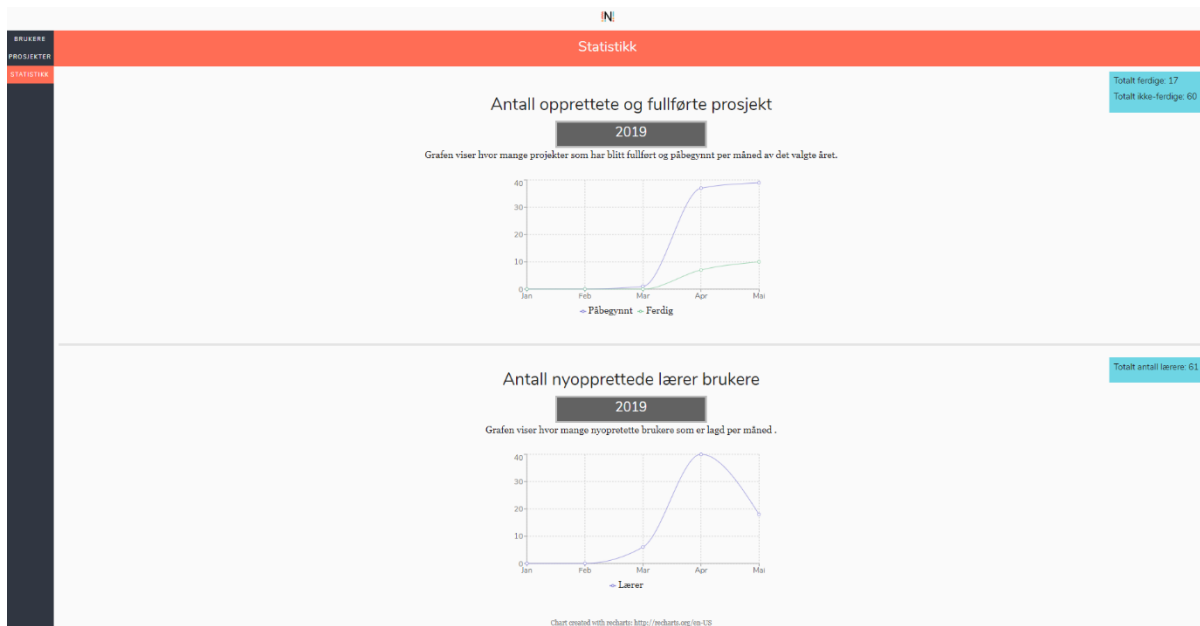 |N|
BRUKERE
PROSJEKTER
STATISTIKK
Statistikk
Totalt ferdige: 17
Totalt ikke-ferdige: 60
Antall opprettete og fullførte prosjekt
2019
Grafen viser hvor mange projekter som har blitt fullført og påbegynnt per måned av det valgte året.
40
30
20
10
0
Jan Feb Mar Apr Mai
Påbegynnt Ferdig
Totalt antall lærere: 61
Antall nyopprettede lærer brukere
2019
Grafen viser hvor mange nyopretette brukere som er lagd per måned .
40
30
20
10
0
Jan Feb Mar Apr Mai
Lærer
Chart created with recharts: http://recharts.org/en-US